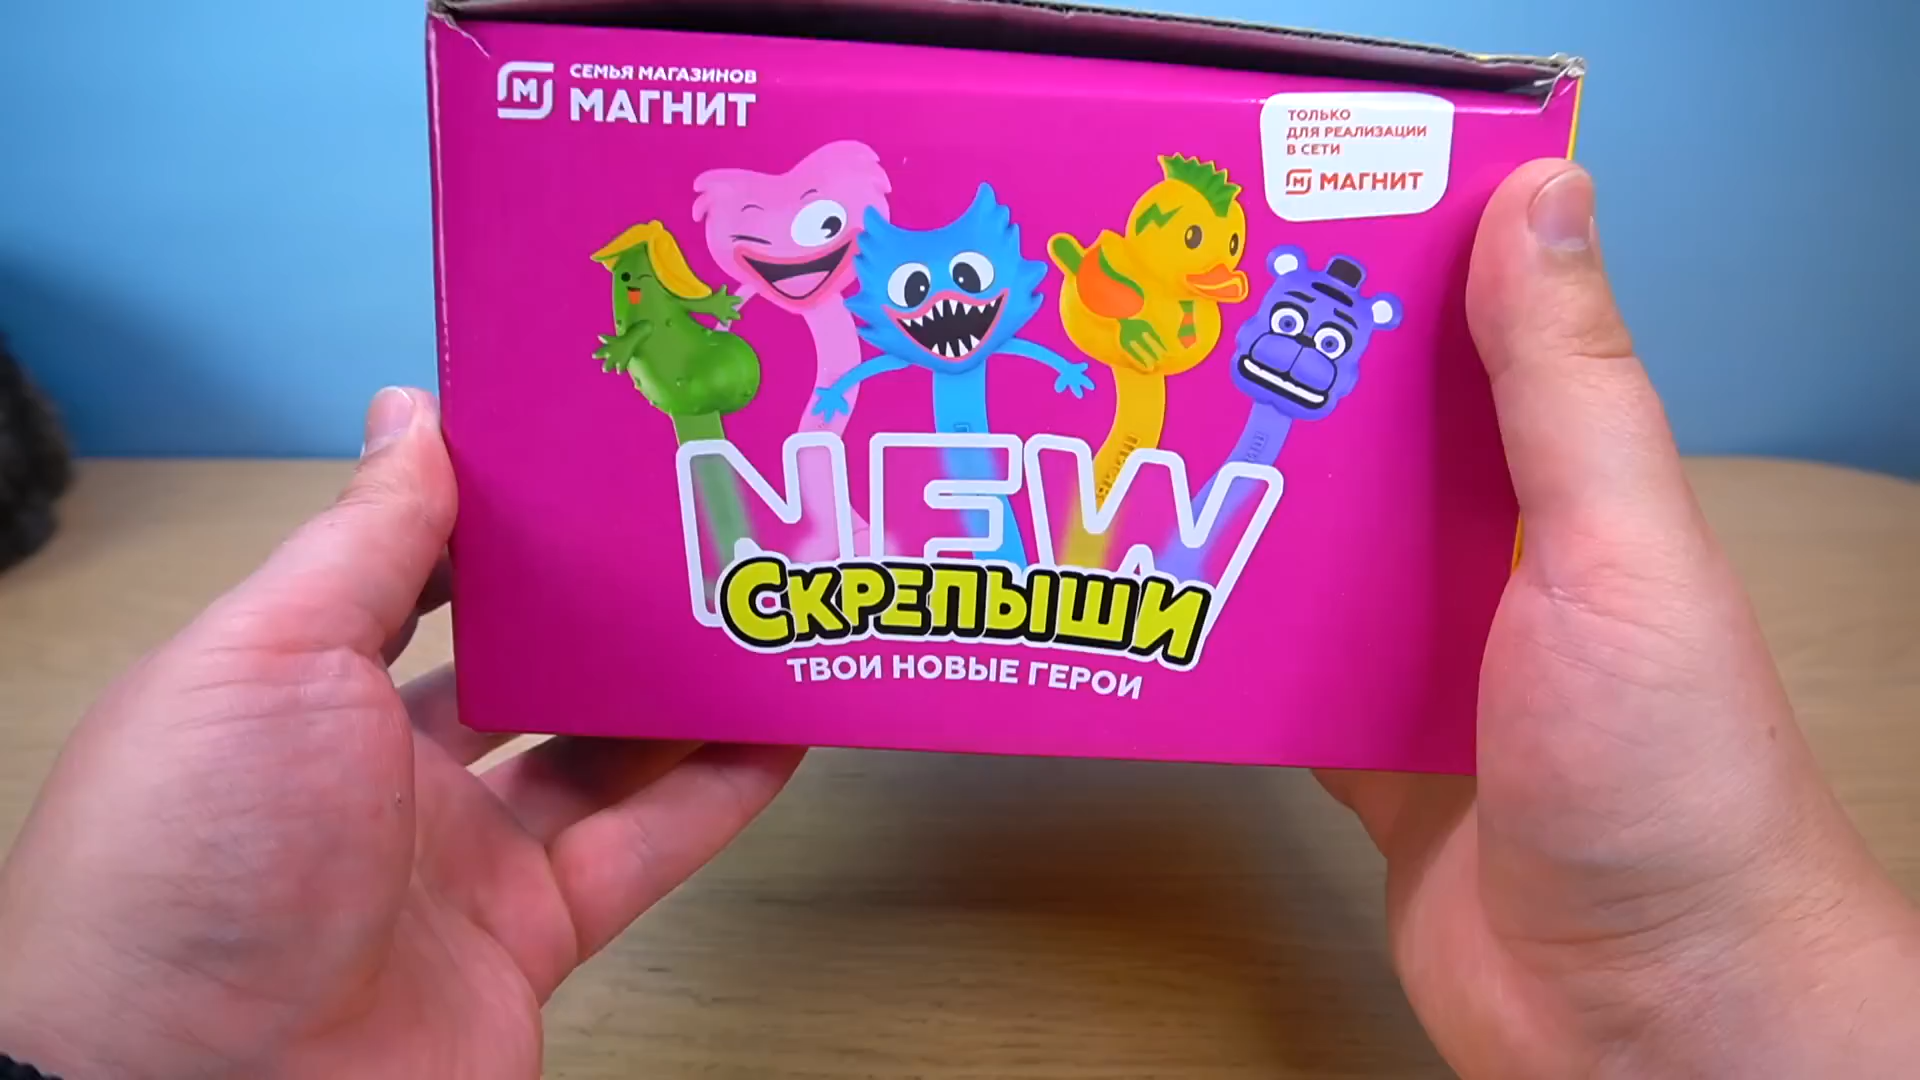 СЕМЬЯ МАГАЗИНОВ
МАГНИТ
ТОЛЬКО
ДЛЯ РЕАЛИЗАЦИИ
В СЕТИ
МАГНИТ
NEW
СКРЕПЫШИ
ТВОИ НОВЫЕ ГЕРОИ